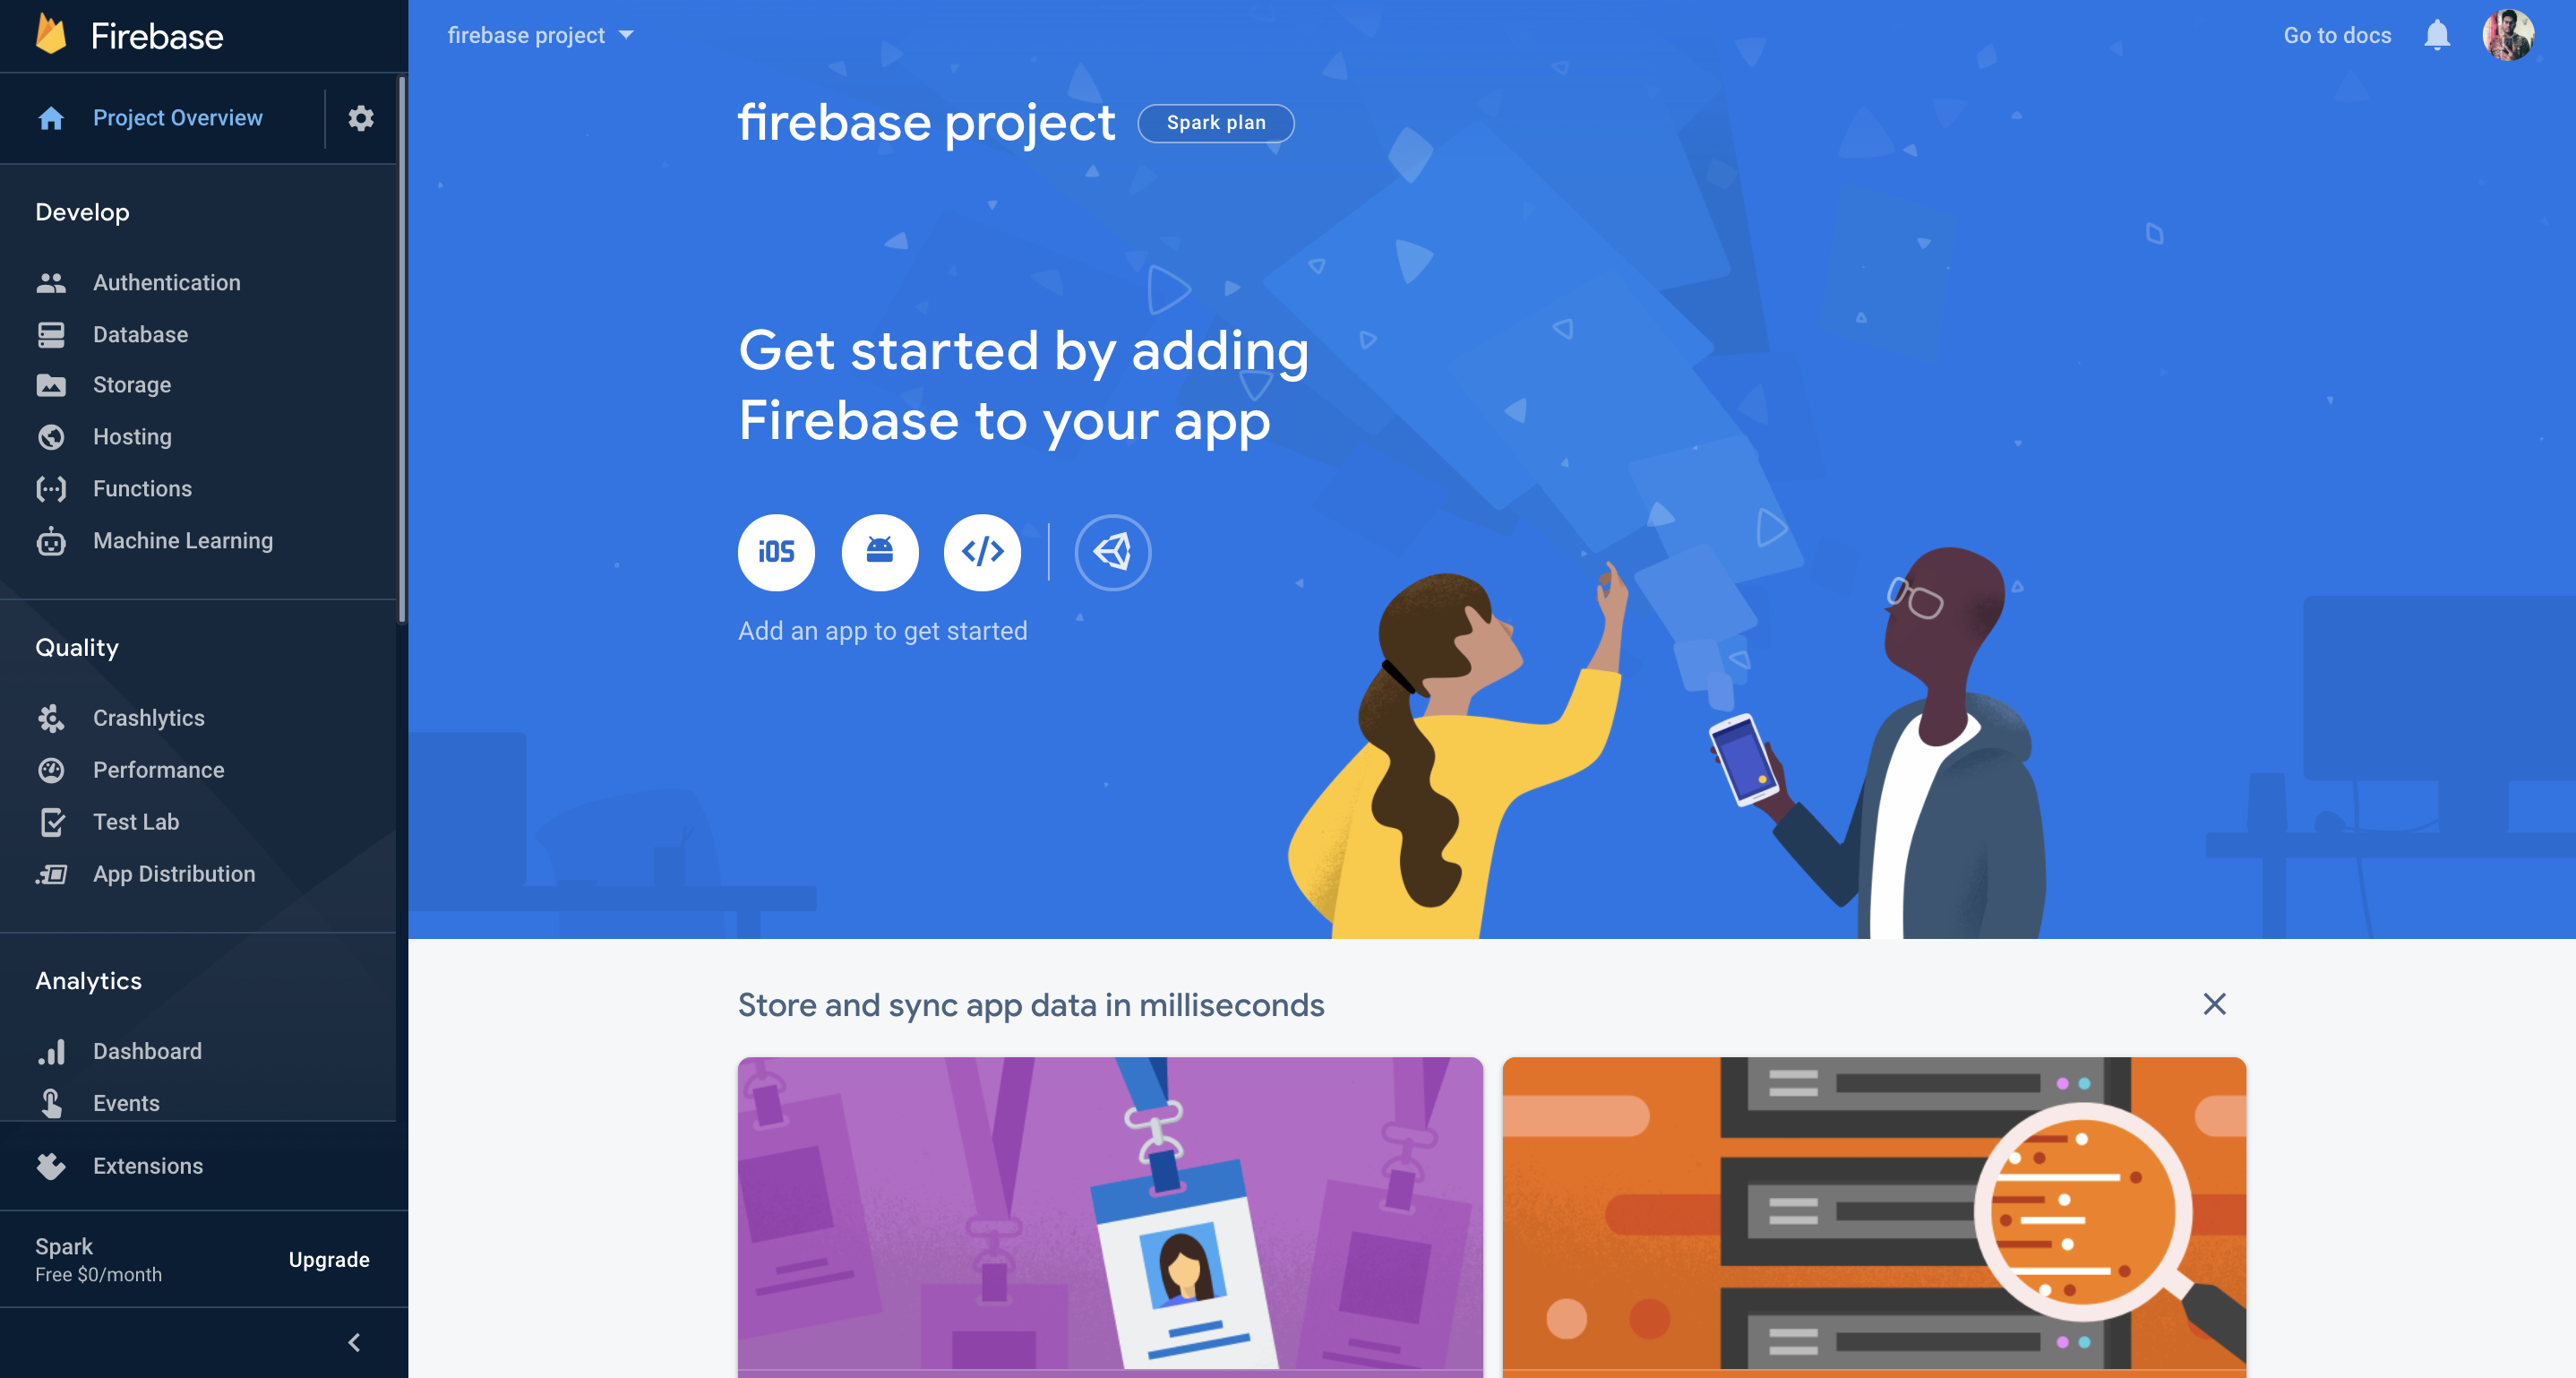 Firebase
Project Overview
Develop
Authentication
Database
Storage
Hosting
Functions
Machine Learning
Quality
Crashlytics
Performance
Test Lab
App Distribution
Analytics
Dashboard
Events
Extensions
Spark
Free $0/month
Upgrade
firebase project
Go to docs
firebase project
Spark plan
Get started by adding
Firebase to your app
iOS
Add an app to get started
Store and sync app data in milliseconds